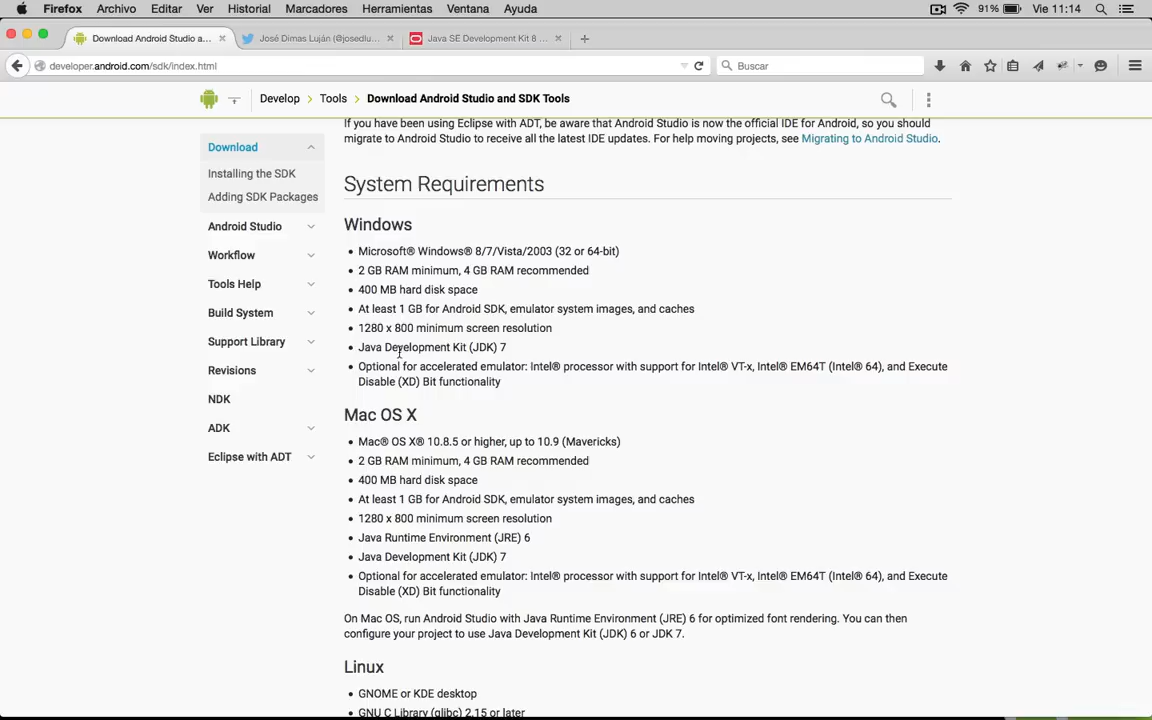 Firefox Archivo Editar Ver Historial Marcadores Herramientas Ventana Ayuda 91% Vie 11:14
Download Android Studio a... José Dimas Luján (@josedlu... Java SE Development Kit 8 ...
developer.android.com/sdk/index.html Buscar
Develop Tools Download Android Studio and SDK Tools
If you have been using Eclipse with ADT, be aware that Android Studio is now the official IDE for Android, so you should
migrate to Android Studio to receive all the latest IDE updates. For help moving projects, see Migrating to Android Studio.
Download
Installing the SDK
Adding SDK Packages
Android Studio
Workflow
Tools Help
Build System
Support Library
Revisions
NDK
ADK
Eclipse with ADT
System Requirements
Windows
• Microsoft® Windows® 8/7/Vista/2003 (32 or 64-bit)
• 2 GB RAM minimum, 4 GB RAM recommended
• 400 MB hard disk space
• At least 1 GB for Android SDK, emulator system images, and caches
• 1280 x 800 minimum screen resolution
• Java Development Kit (JDK) 7
• Optional for accelerated emulator: Intel® processor with support for Intel® VT-x, Intel® EM64T (Intel® 64), and Execute
Disable (XD) Bit functionality
Mac OS X
• Mac® OS X® 10.8.5 or higher, up to 10.9 (Mavericks)
• 2 GB RAM minimum, 4 GB RAM recommended
• 400 MB hard disk space
• At least 1 GB for Android SDK, emulator system images, and caches
• 1280 x 800 minimum screen resolution
• Java Runtime Environment (JRE) 6
• Java Development Kit (JDK) 7
• Optional for accelerated emulator: Intel® processor with support for Intel® VT-x, Intel® EM64T (Intel® 64), and Execute
Disable (XD) Bit functionality
On Mac OS, run Android Studio with Java Runtime Environment (JRE) 6 for optimized font rendering. You can then
configure your project to use Java Development Kit (JDK) 6 or JDK 7.
Linux
• GNOME or KDE desktop
• GNU C Library (glibc) 2.15 or later